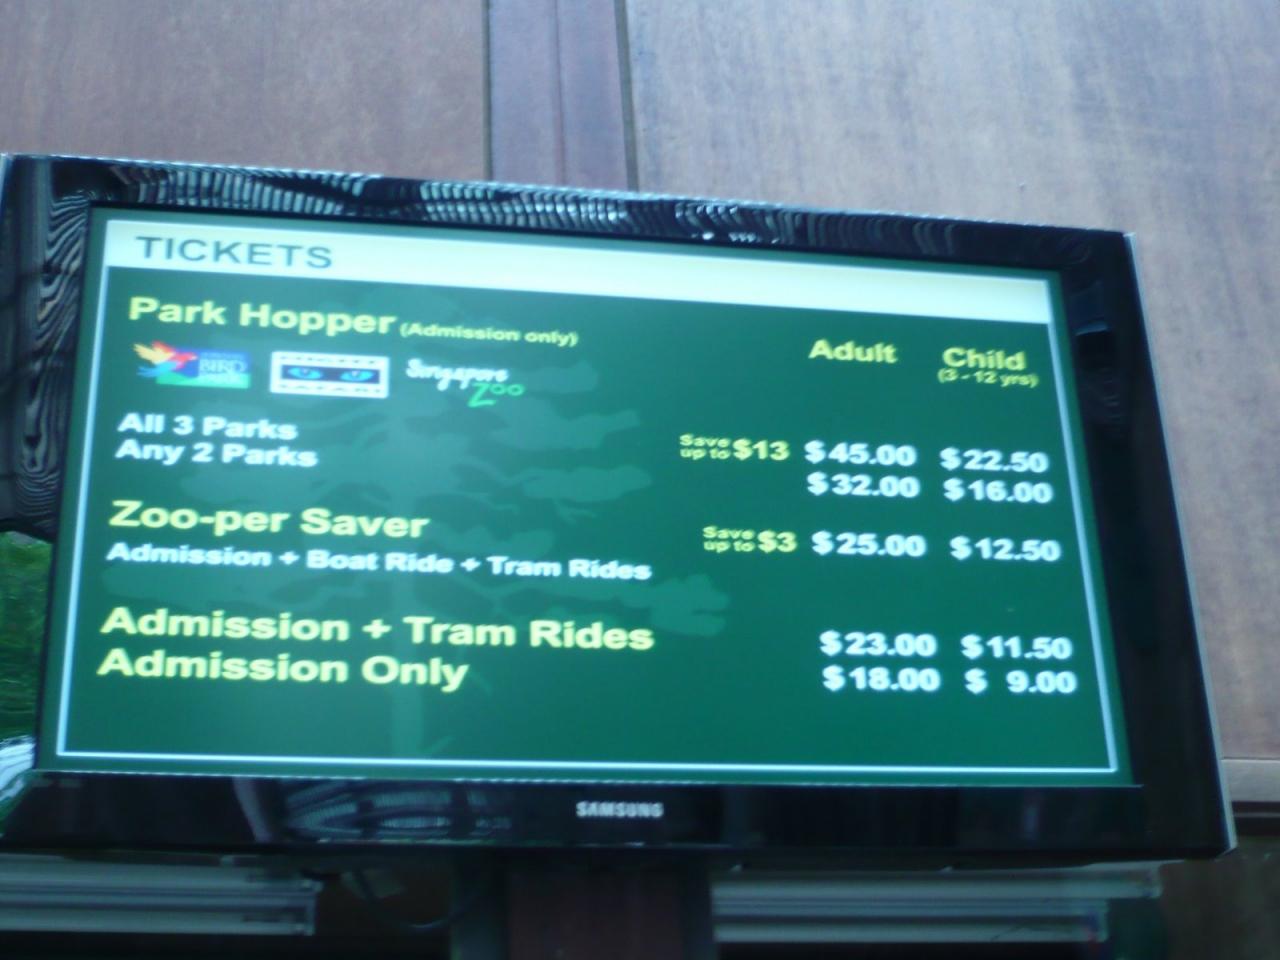 TICKETS
Park Hopper (Admission only)
Adult Child
(3 - 12 yrs)
BIRD
PARK
SAFARI
Singapore
Zoo
All 3 Parks Save up to $13 $45.00 $22.50
Any 2 Parks $32.00 $16.00
Zoo-per Saver
Admission + Boat Ride + Tram Rides Save up to $3 $25.00 $12.50
Admission + Tram Rides $23.00 $11.50
Admission Only $18.00 $ 9.00
SAMSUNG